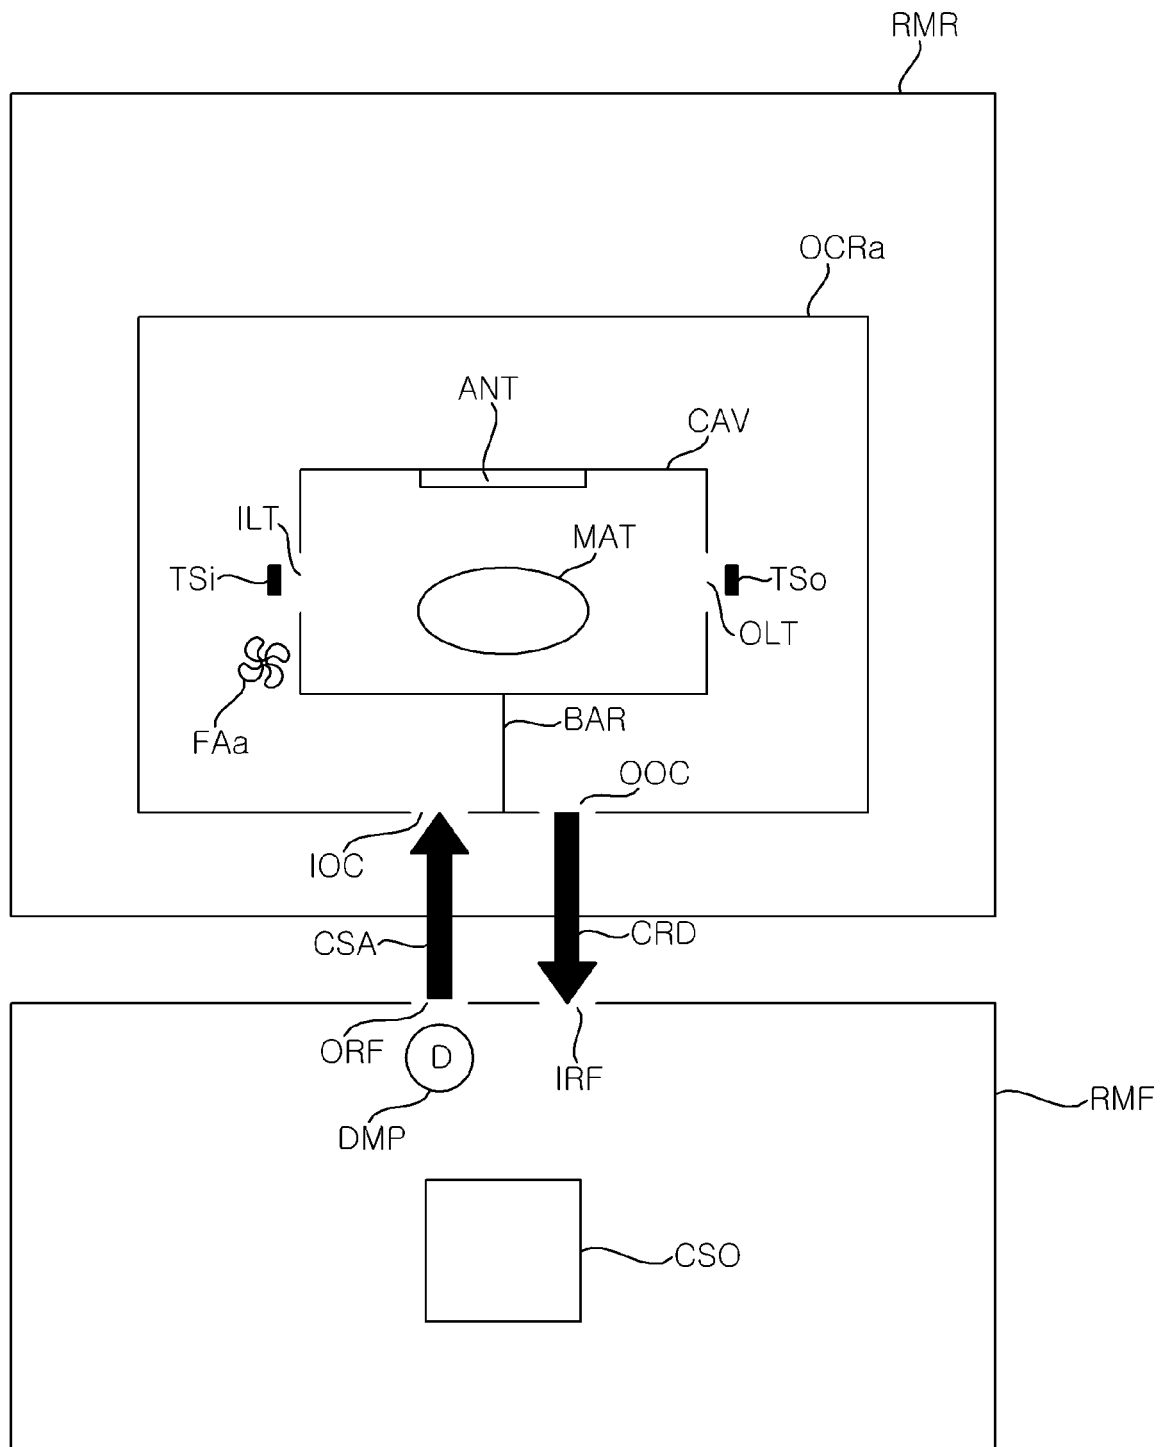 RMR
OCRa
ANT
CAV
ILT
MAT
TSi
TSo
OLT
BAR
FAa
OOC
IOC
CSA
CRD
ORF
D
IRF
RMF
DMP
CSO